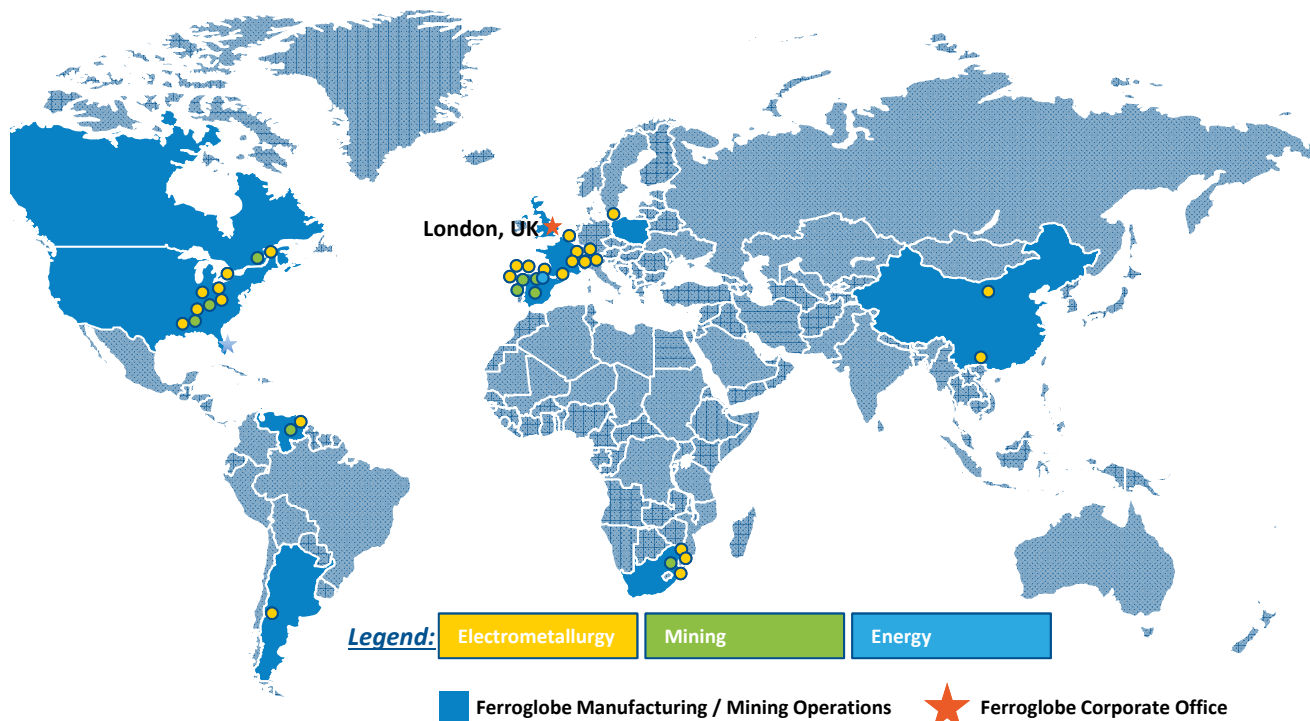 London, UK
Legend:
Electrometallurgy
Mining
Energy
Ferroglobe Manufacturing / Mining Operations
Ferroglobe Corporate Office